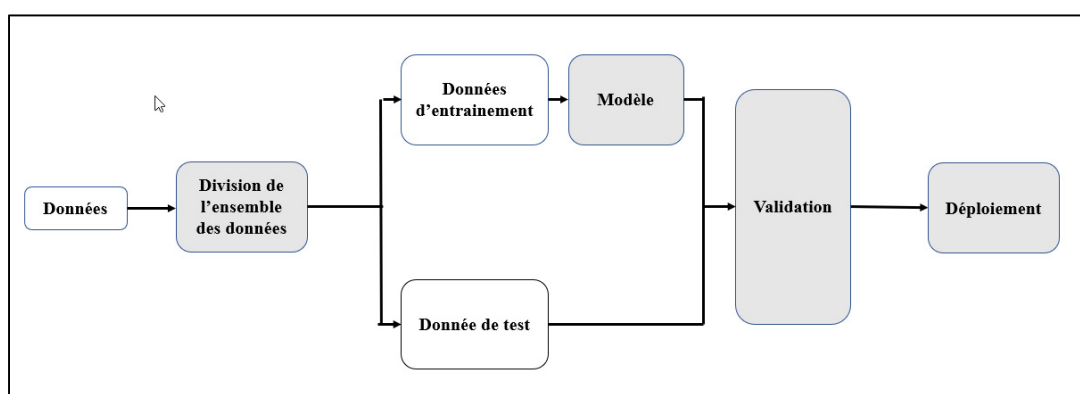 Données
Division de
l’ensemble
des données
Données
d’entrainement
Modèle
Donnée de test
Validation
Déploiement